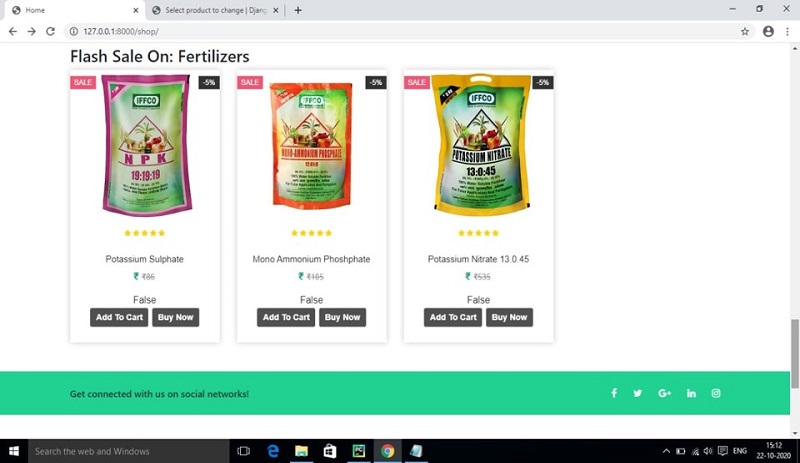 Home
Select product to change | Djang
127.0.0.1:8000/shop/
Flash Sale On: Fertilizers
SALE
-5%
IFFCO
NPK
19:19:19
Potassium Sulphate
₹ ₹86
False
Add To Cart
Buy Now
SALE
-5%
IFFCO
MONO-AMMONIUM PHOSPHATE
12:61:0
Mono Ammonium Phoshphate
₹ ₹105
False
Add To Cart
Buy Now
SALE
-5%
IFFCO
POTASSIUM NITRATE
13:0:45
Potassium Nitrate 13.0.45
₹ ₹535
False
Add To Cart
Buy Now
Get connected with us on social networks!
Search the web and Windows
ENG
15:12
22-10-2020